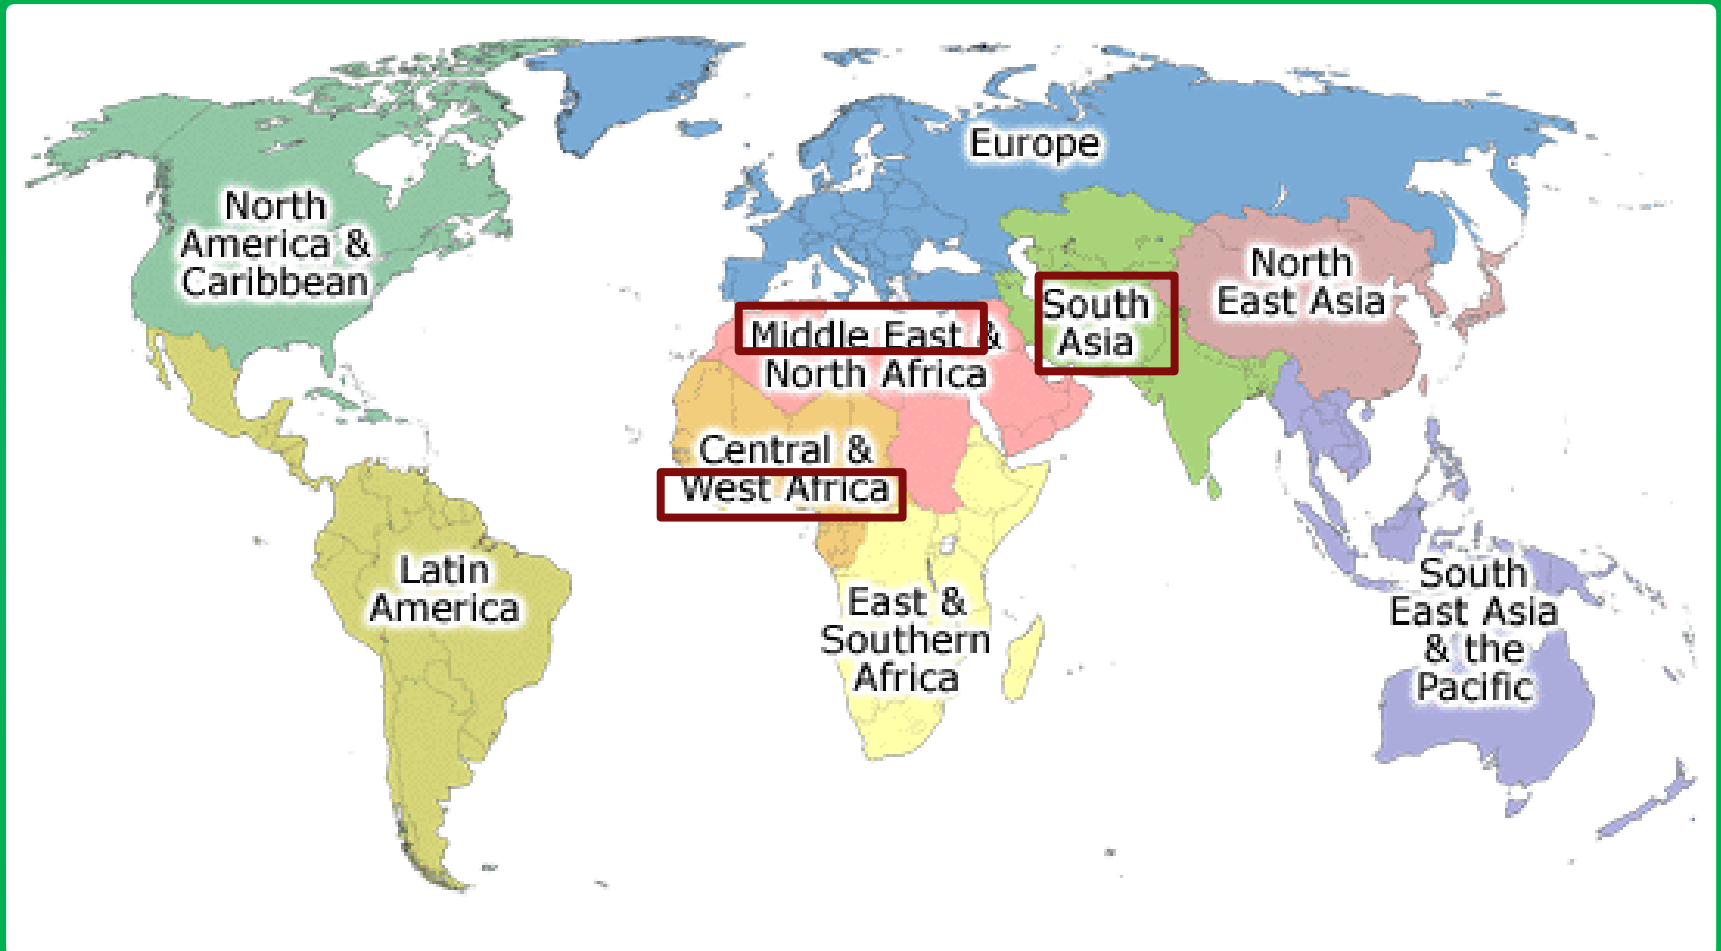 Europe
North
America &
Caribbean
North
East Asia
South
Asia
Middle East &
North Africa
Central &
West Africa
Latin
America
East &
Southern
Africa
South
East Asia
& the
Pacific